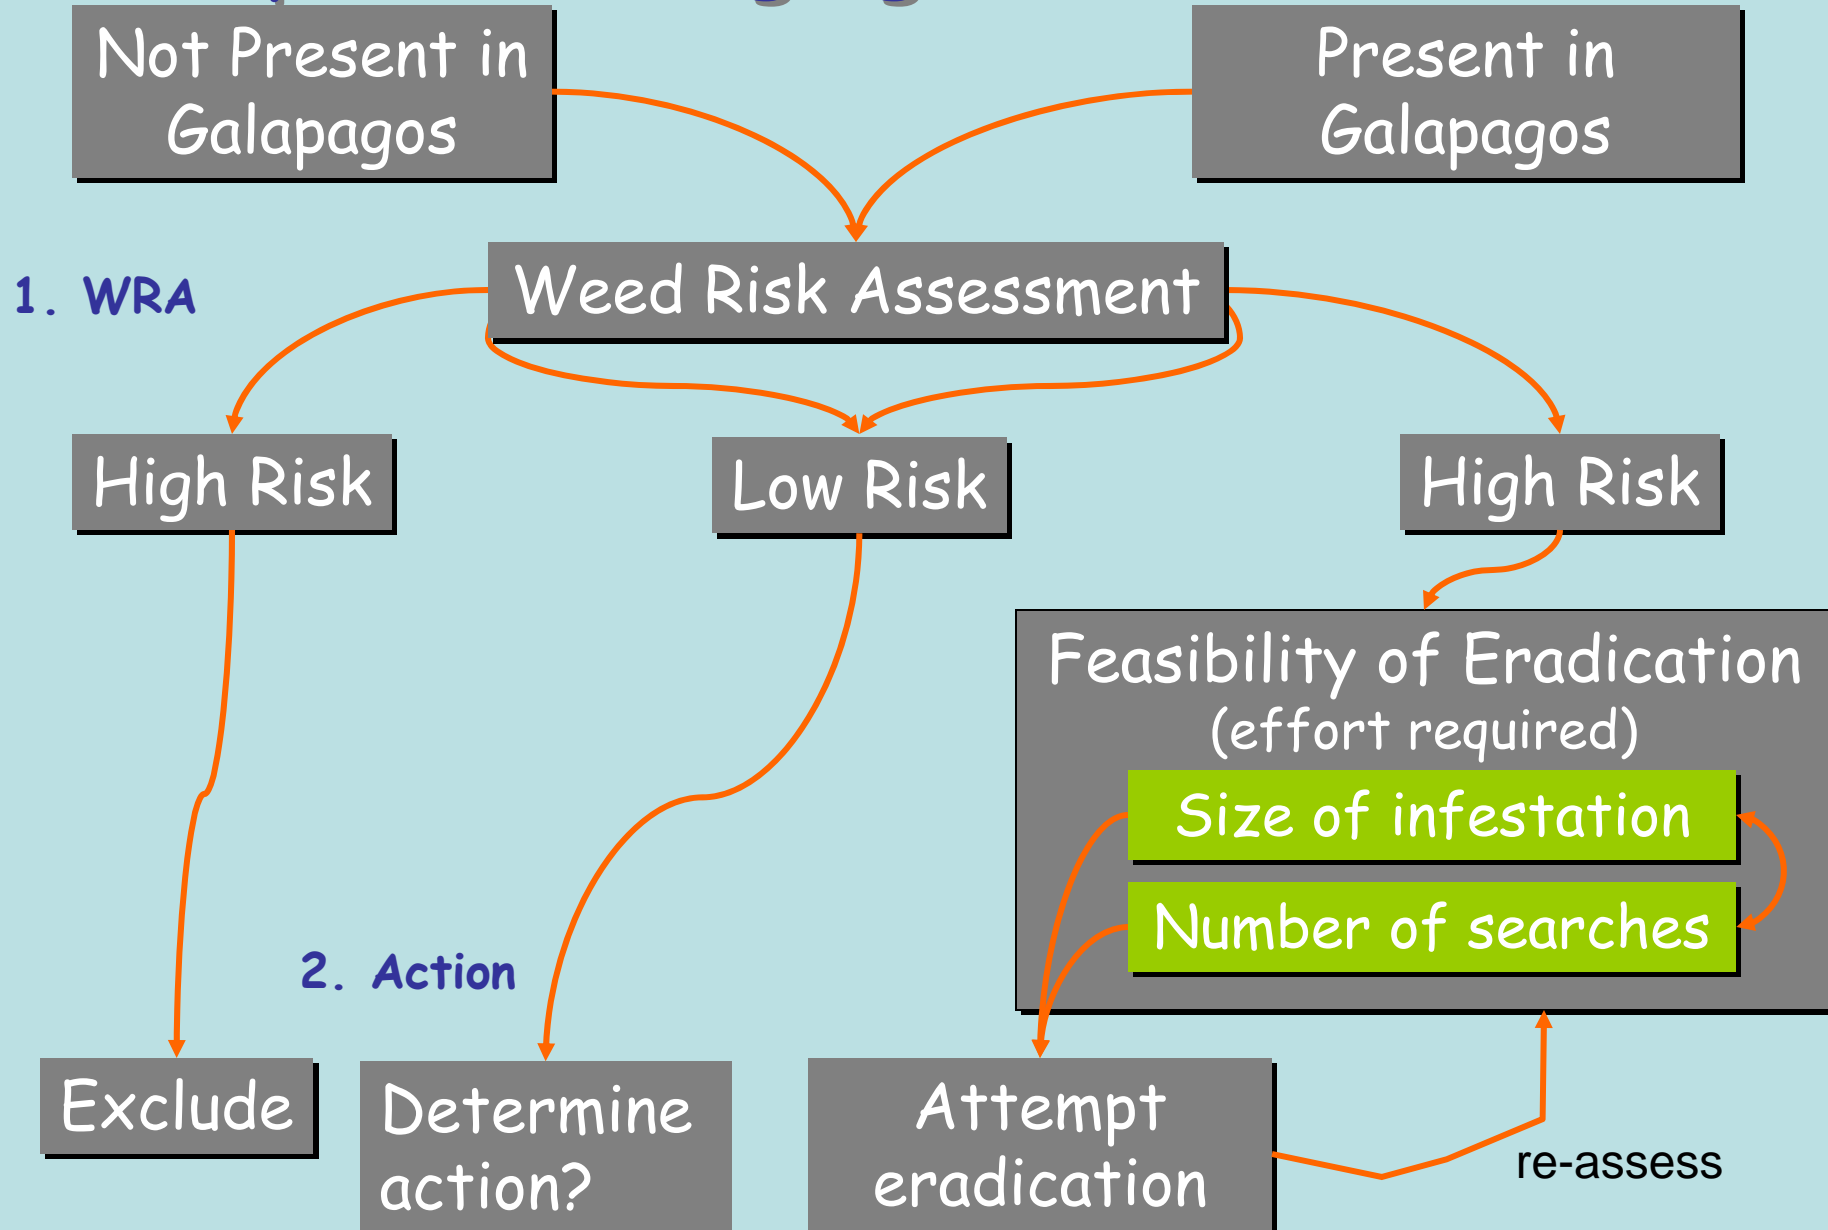 Not Present in
Galapagos
Present in
Galapagos
1. WRA
Weed Risk Assessment
High Risk
Low Risk
High Risk
Feasibility of Eradication
(effort required)
Size of infestation
Number of searches
2. Action
Exclude
Determine
action?
Attempt
eradication
re-assess